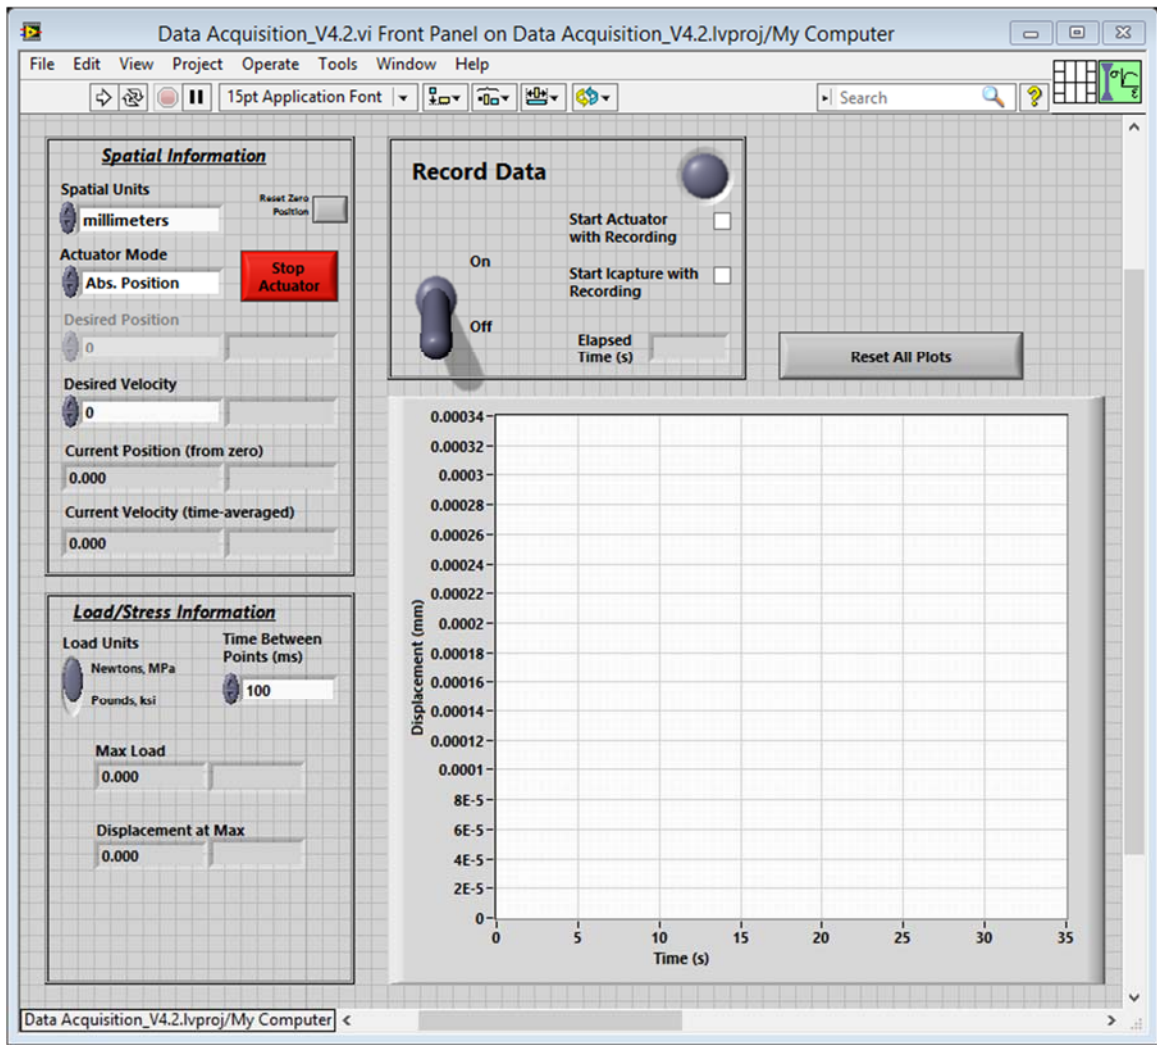 Data Acquisition_V4.2.vi Front Panel on Data Acquisition_V4.2.lvproj/My Computer
File Edit View Project Operate Tools Window Help
15pt Application Font
Search
?
σ
ε
Spatial Information
Spatial Units
millimeters
Reset Zero
Position
Actuator Mode
Abs. Position
Stop
Actuator
Desired Position
0
Desired Velocity
0
Current Position (from zero)
0.000
Current Velocity (time-averaged)
0.000
Load/Stress Information
Load Units
Newtons, MPa
Pounds, ksi
Time Between
Points (ms)
100
Max Load
0.000
Displacement at Max
0.000
Record Data
On
Off
Start Actuator
with Recording
Start Icapture with
Recording
Elapsed
Time (s)
Reset All Plots
0.00034
0.00032
0.0003
0.00028
0.00026
0.00024
0.00022
0.0002
0.00018
0.00016
0.00014
0.00012
0.0001
8E-5
6E-5
4E-5
2E-5
0
Displacement (mm)
0 5 10 15 20 25 30 35
Time (s)
Data Acquisition_V4.2.lvproj/My Computer